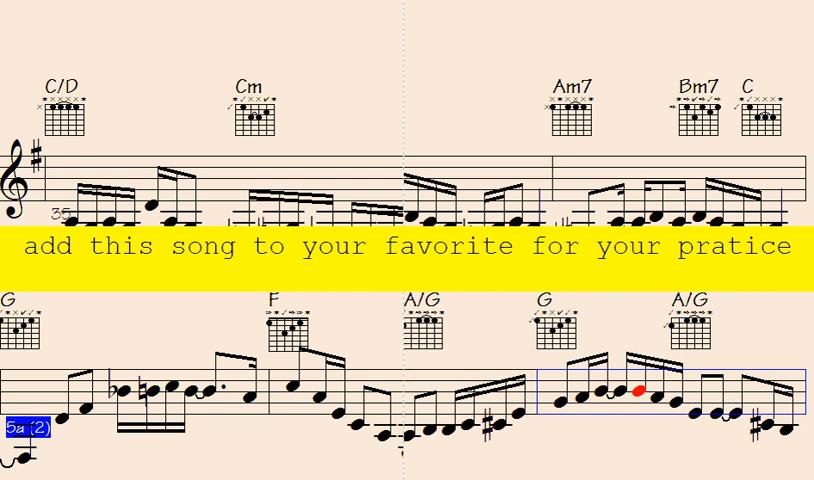 C/D Cm Am7 Bm7 C
35
add this song to your favorite for your pratice
G F A/G G A/G
5a (2)